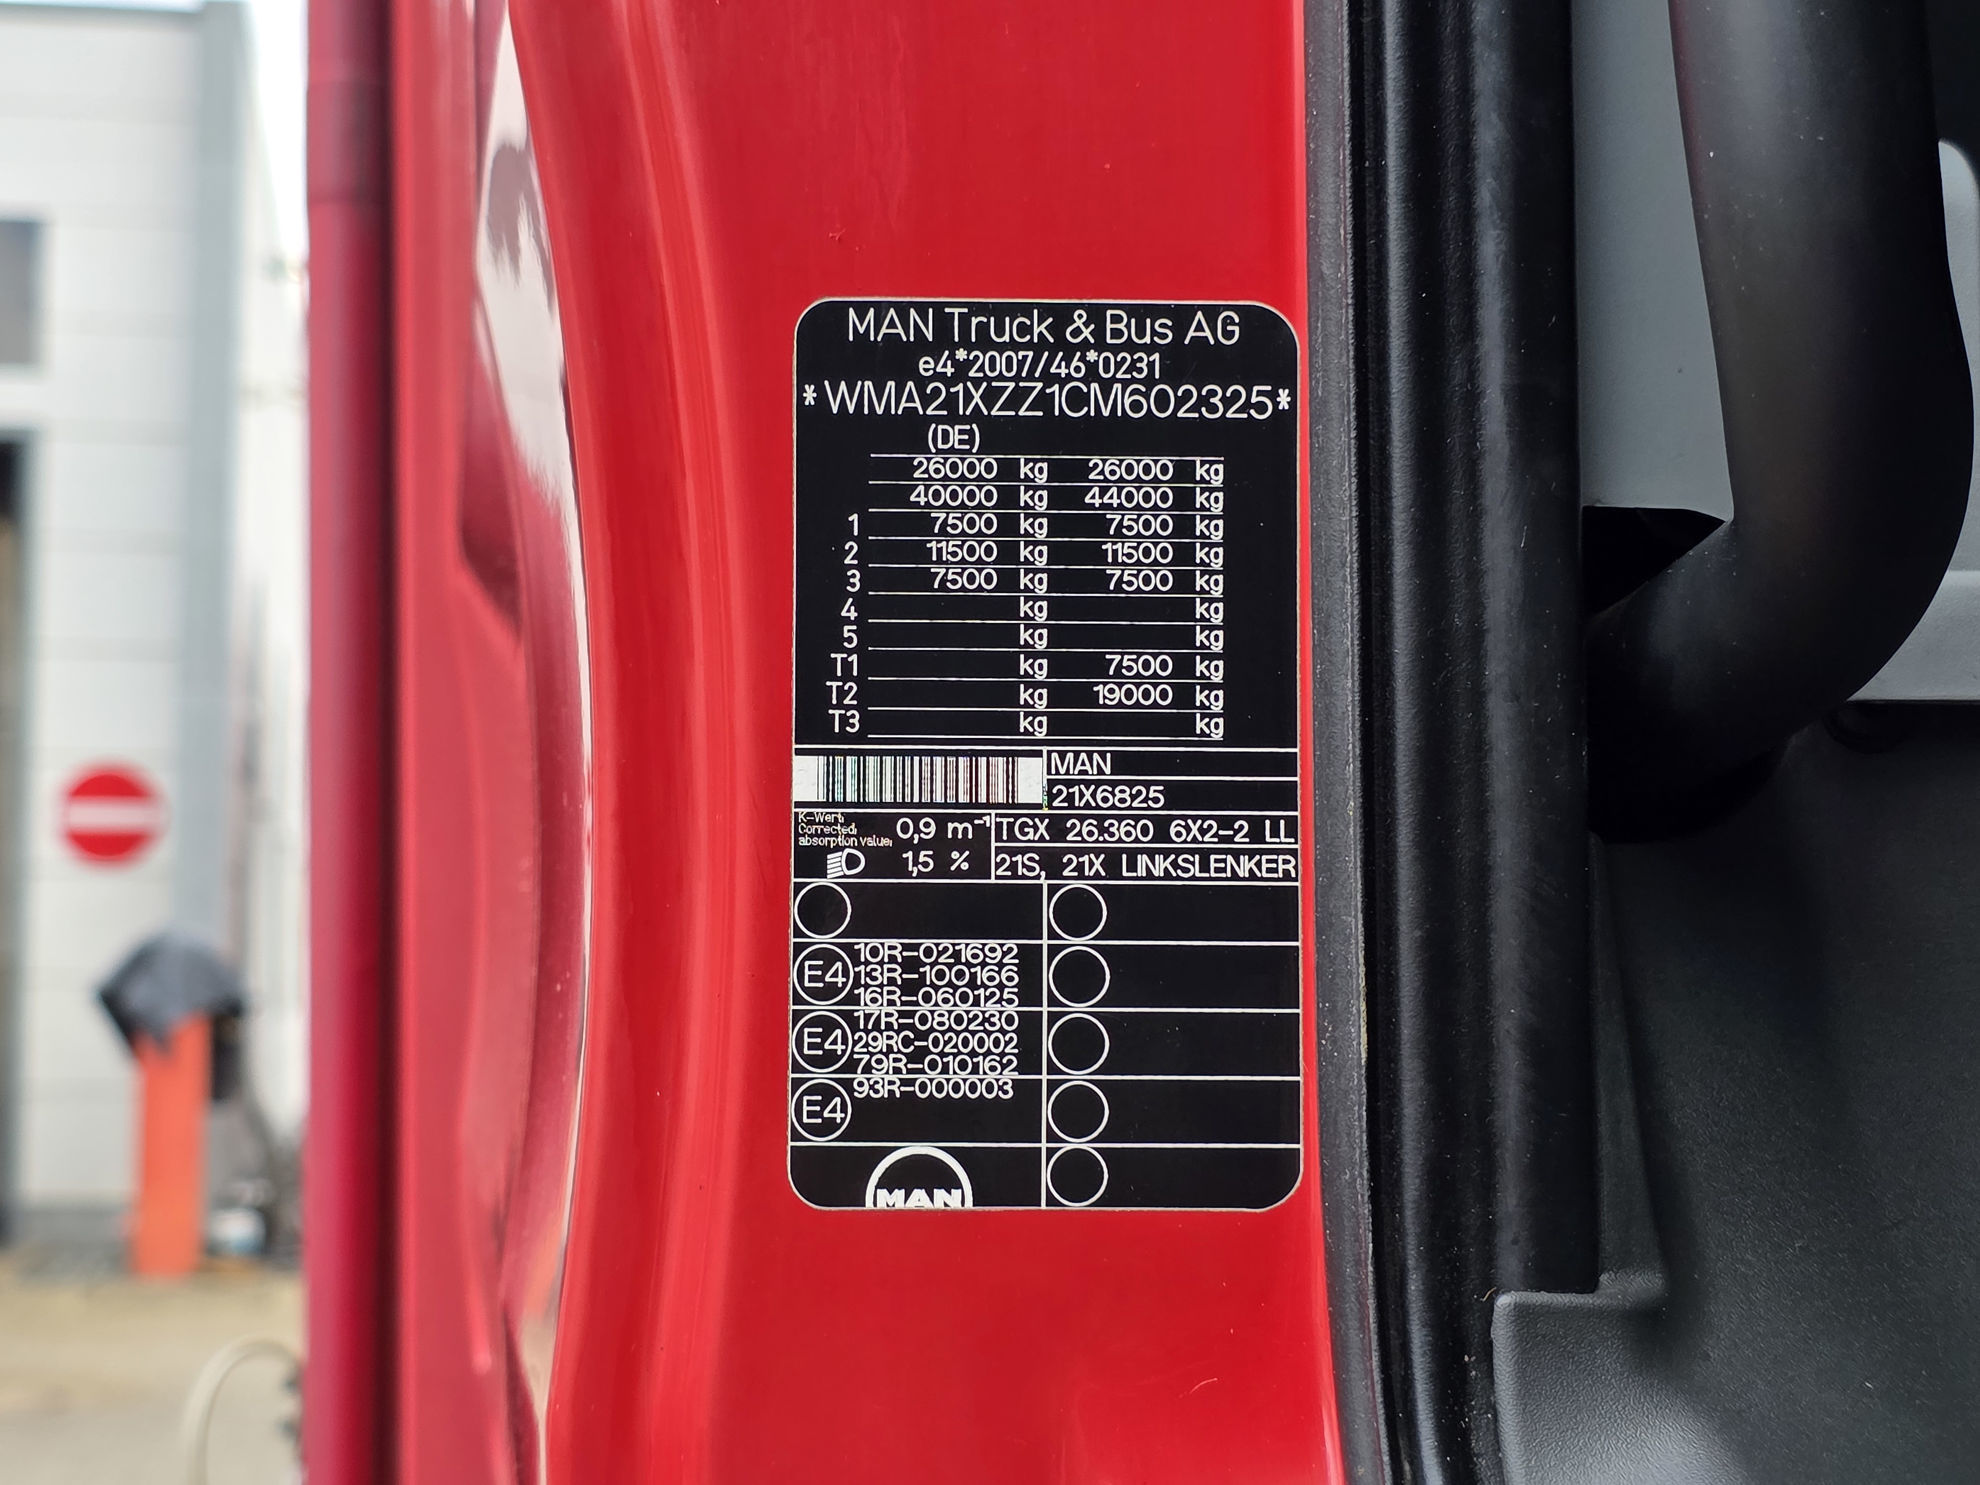 MAN Truck & Bus AG
e4*2007/46*0231
*WMA21XZZ1CM602325*
(DE)
26000 kg 26000 kg
40000 kg 44000 kg
1 7500 kg 7500 kg
2 11500 kg 11500 kg
3 7500 kg 7500 kg
4 kg kg
5 kg kg
T1 kg 7500 kg
T2 kg 19000 kg
T3 kg kg
MAN
21X6825
K-Wert:
Corrected:
absorption value:
0,9 m⁻¹
1,5 %
TGX 26.360 6X2-2 LL
21S, 21X LINKSLENKER
E4
10R-021692
13R-100166
16R-060125
E4
17R-080230
29RC-020002
79R-010162
E4
93R-000003
MAN